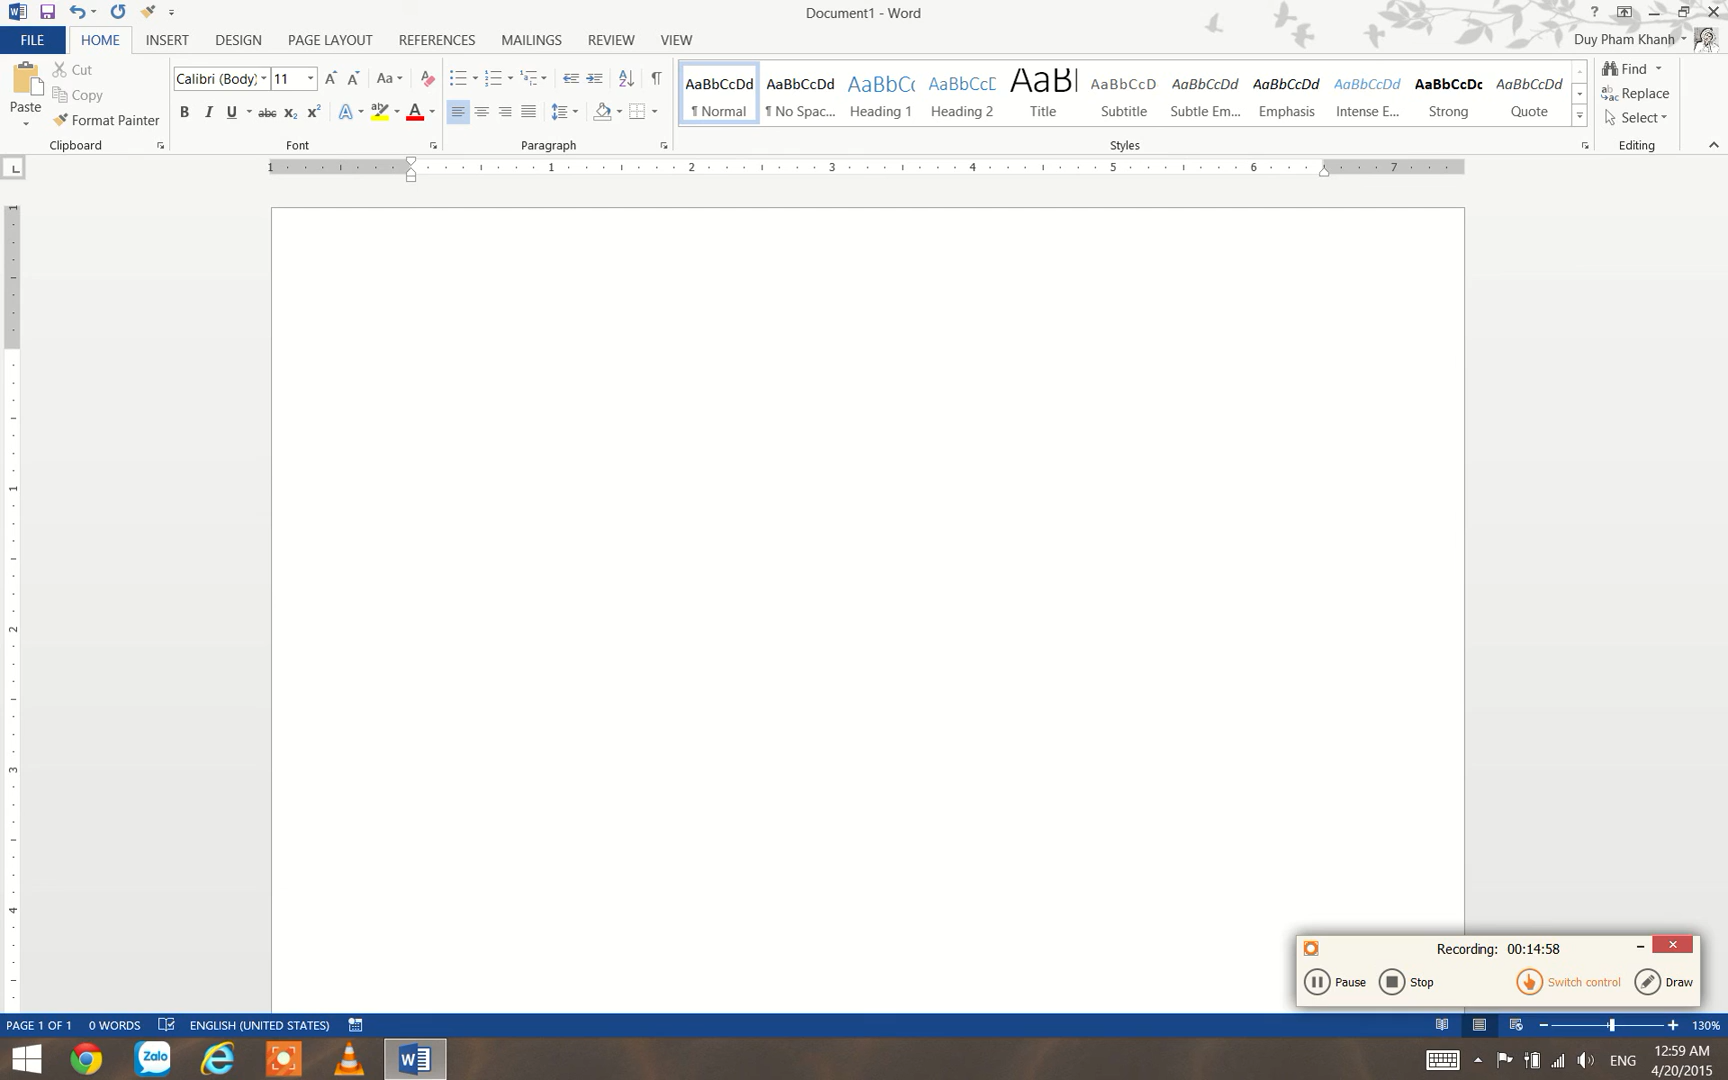 Document1 - Word
FILE HOME INSERT DESIGN PAGE LAYOUT REFERENCES MAILINGS REVIEW VIEW Duy Pham Khanh
Paste
Cut
Copy
Format Painter
Clipboard
Calibri (Body) 11 Aa
B I U abc x₂ x² A ab A
Font
Paragraph
AaBbCcDd AaBbCcDd AaBbCc AaBbCcD AaB AaBbCcD AaBbCcDd AaBbCcDd AaBbCcDd AaBbCcDc AaBbCcDd
¶ Normal ¶ No Spac... Heading 1 Heading 2 Title Subtitle Subtle Em... Emphasis Intense E... Strong Quote
Styles
Find
Replace
Select
Editing
1 1 2 3 4 5 6 7
1
1
2
3
4
Recording: 00:14:58
Pause Stop Switch control Draw
PAGE 1 OF 1 0 WORDS ENGLISH (UNITED STATES) 130%
Zalo
ENG
12:59 AM
4/20/2015